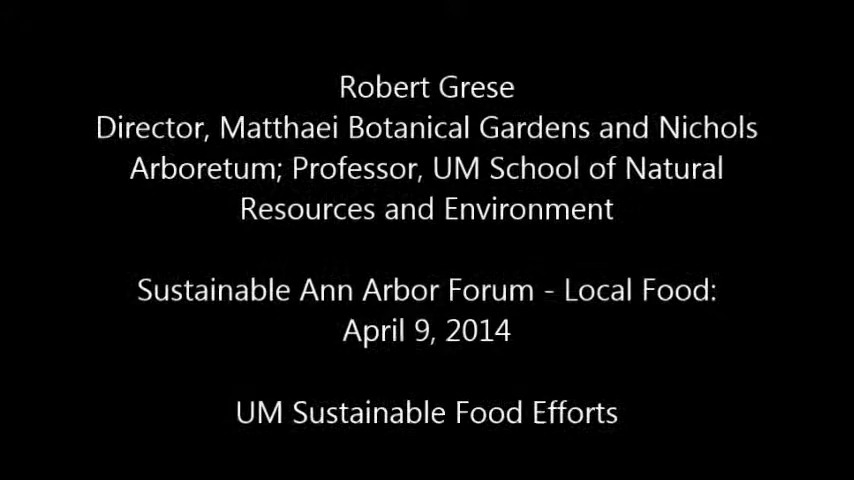 Robert Grese
Director, Matthaei Botanical Gardens and Nichols
Arboretum; Professor, UM School of Natural
Resources and Environment
Sustainable Ann Arbor Forum - Local Food:
April 9, 2014
UM Sustainable Food Efforts